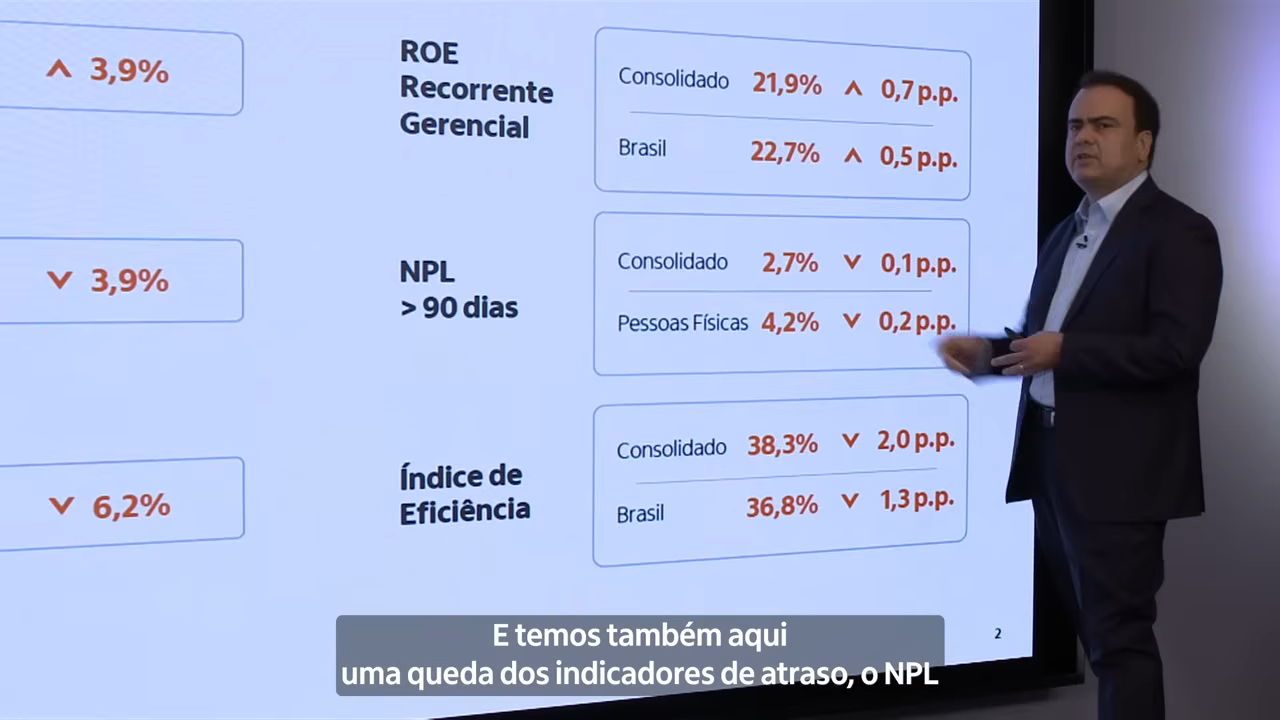 3,9%
3,9%
6,2%
ROE
Recorrente
Gerencial
Consolidado 21,9% 0,7 p.p.
Brasil 22,7% 0,5 p.p.
NPL
> 90 dias
Consolidado 2,7% 0,1 p.p.
Pessoas Físicas 4,2% 0,2 p.p.
Índice de
Eficiência
Consolidado 38,3% 2,0 p.p.
Brasil 36,8% 1,3 p.p.
2
E temos também aqui
uma queda dos indicadores de atraso, o NPL